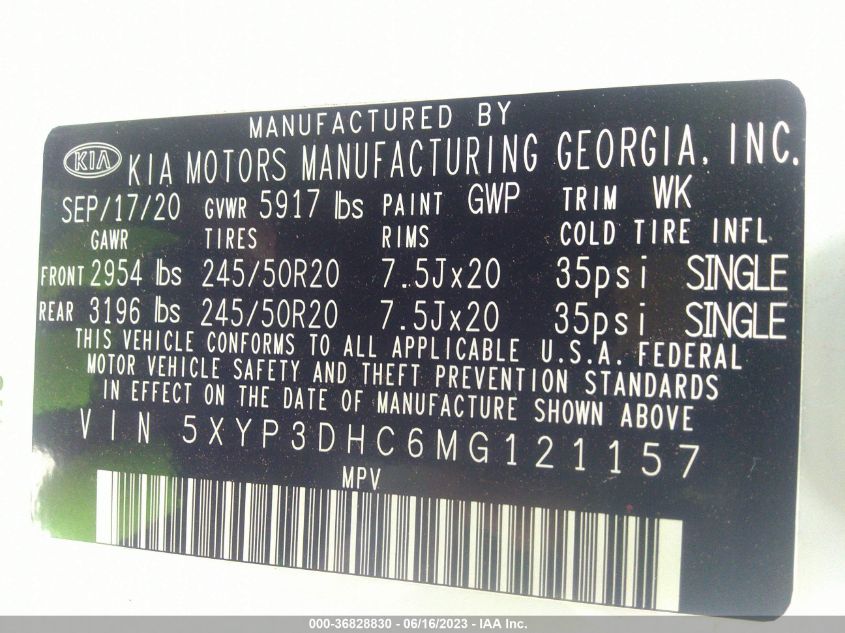 MANUFACTURED BY
KIA KIA MOTORS MANUFACTURING GEORGIA, INC.
SEP/17/20 GVWR 5917 lbs PAINT GWP TRIM WK
GAWR TIRES RIMS COLD TIRE INFL
FRONT 2954 lbs 245/50R20 7.5Jx20 35psi SINGLE
REAR 3196 lbs 245/50R20 7.5Jx20 35psi SINGLE
THIS VEHICLE CONFORMS TO ALL APPLICABLE U.S.A. FEDERAL
MOTOR VEHICLE SAFETY AND THEFT PREVENTION STANDARDS
IN EFFECT ON THE DATE OF MANUFACTURE SHOWN ABOVE
VIN 5XYP3DHC6MG121157
MPV
000-36828830 - 06/16/2023 - IAA Inc.